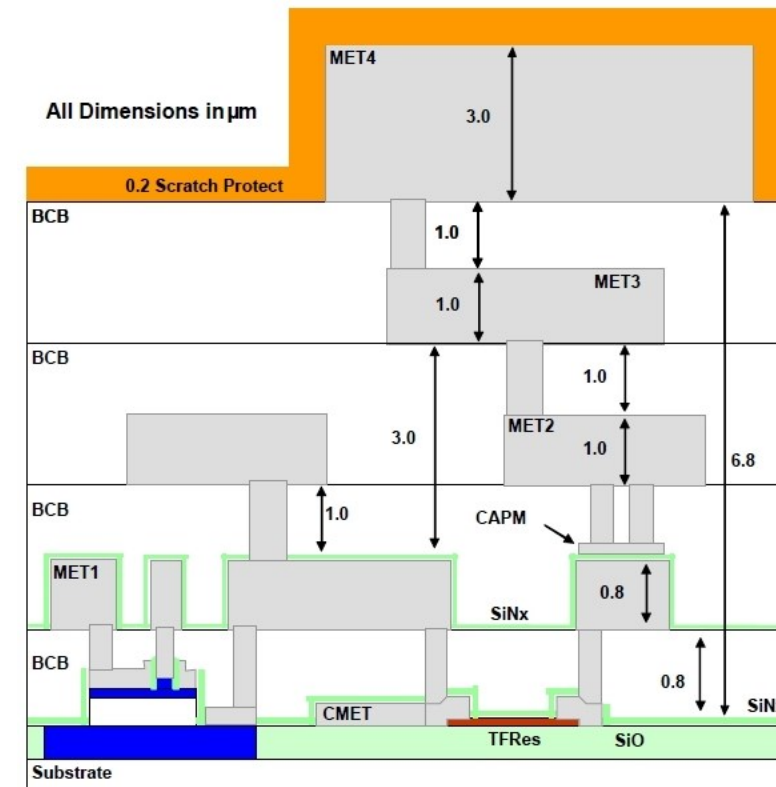 MET4
All Dimensions in µm
3.0
0.2 Scratch Protect
BCB
1.0
MET3
1.0
BCB
1.0
3.0
MET2
1.0
6.8
BCB
1.0
CAPM
MET1
0.8
SiNx
BCB
0.8
SiN
CMET
TFRes
SiO
Substrate